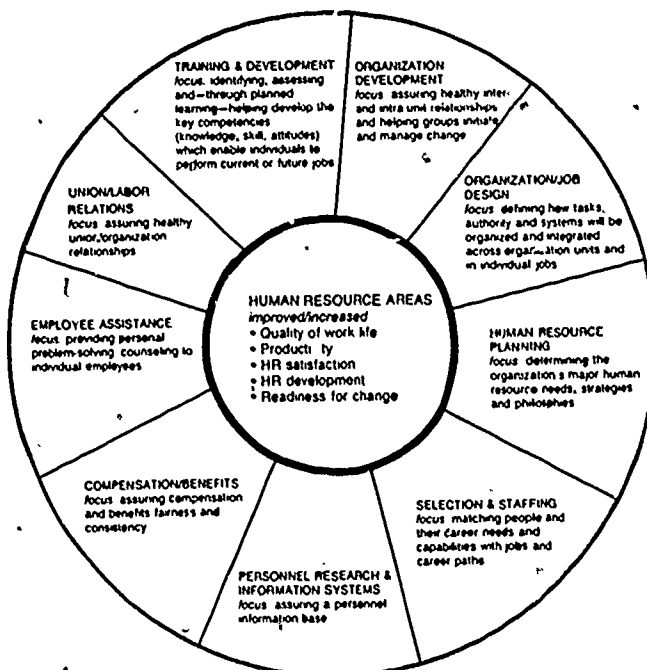 TRAINING & DEVELOPMENT
focus. identifying, assessing
and—through planned
learning—helping develop the
key competencies
(knowledge, skill, attitudes)
which enable individuals to
perform current or future jobs
ORGANIZATION
DEVELOPMENT
focus assuring healthy inter-
and intra unit relationships
and helping groups initiate
and manage change
ORGANIZATION/JOB
DESIGN
focus defining how tasks,
authority and systems will be
organized and integrated
across organization units and
in individual jobs
HUMAN RESOURCE
PLANNING
focus determining the
organization s major human
resource needs, strategies
and philosophies
SELECTION & STAFFING
focus matching people and
their career needs and
capabilities with jobs and
career paths
PERSONNEL RESEARCH &
INFORMATION SYSTEMS
focus assuring a personnel
information base
COMPENSATION/BENEFITS
focus assuring compensation
and benefits fairness and
consistency
EMPLOYEE ASSISTANCE
focus providing personal
problem-solving counseling to
individual employees
UNION/LABOR
RELATIONS
focus assuring healthy
union/organization
relationships
HUMAN RESOURCE AREAS
improved/increased
• Quality of work life
• Producti ty
• HR satisfaction
• HR development
• Readiness for change